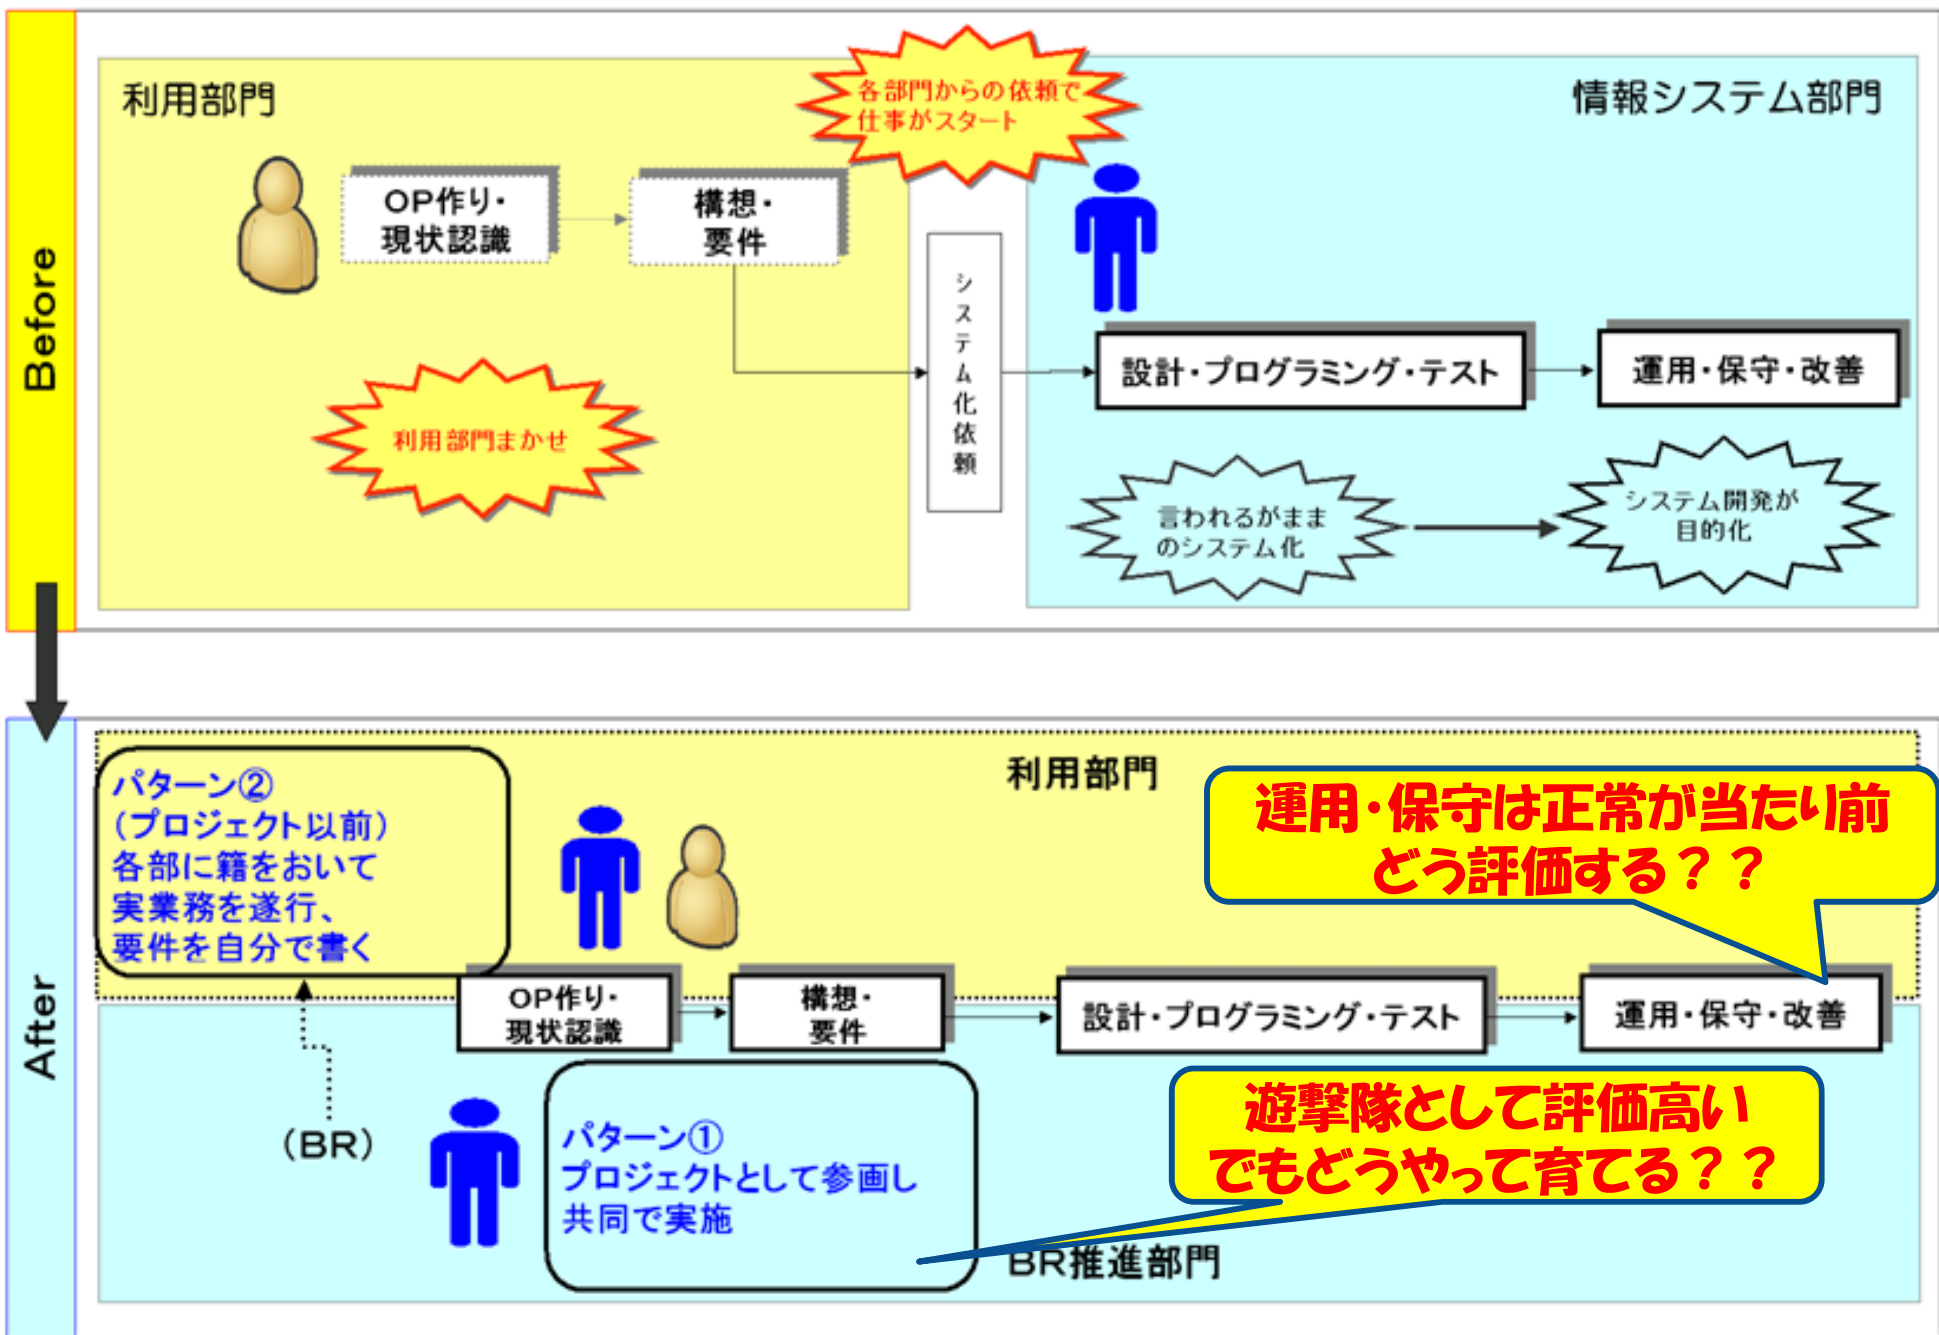 Before
利用部門
各部門からの依頼で
仕事がスタート
情報システム部門
OP作り・
現状認識
構想・
要件
システム化依頼
設計・プログラミング・テスト
運用・保守・改善
利用部門まかせ
言われるがまま
のシステム化
システム開発が
目的化
After
パターン②
(プロジェクト以前)
各部に籍をおいて
実業務を遂行、
要件を自分で書く
利用部門
運用・保守は正常が当たり前
どう評価する？？
OP作り・
現状認識
構想・
要件
設計・プログラミング・テスト
運用・保守・改善
(BR)
パターン①
プロジェクトとして参画し
共同で実施
遊撃隊として評価高い
でもどうやって育てる？？
BR推進部門